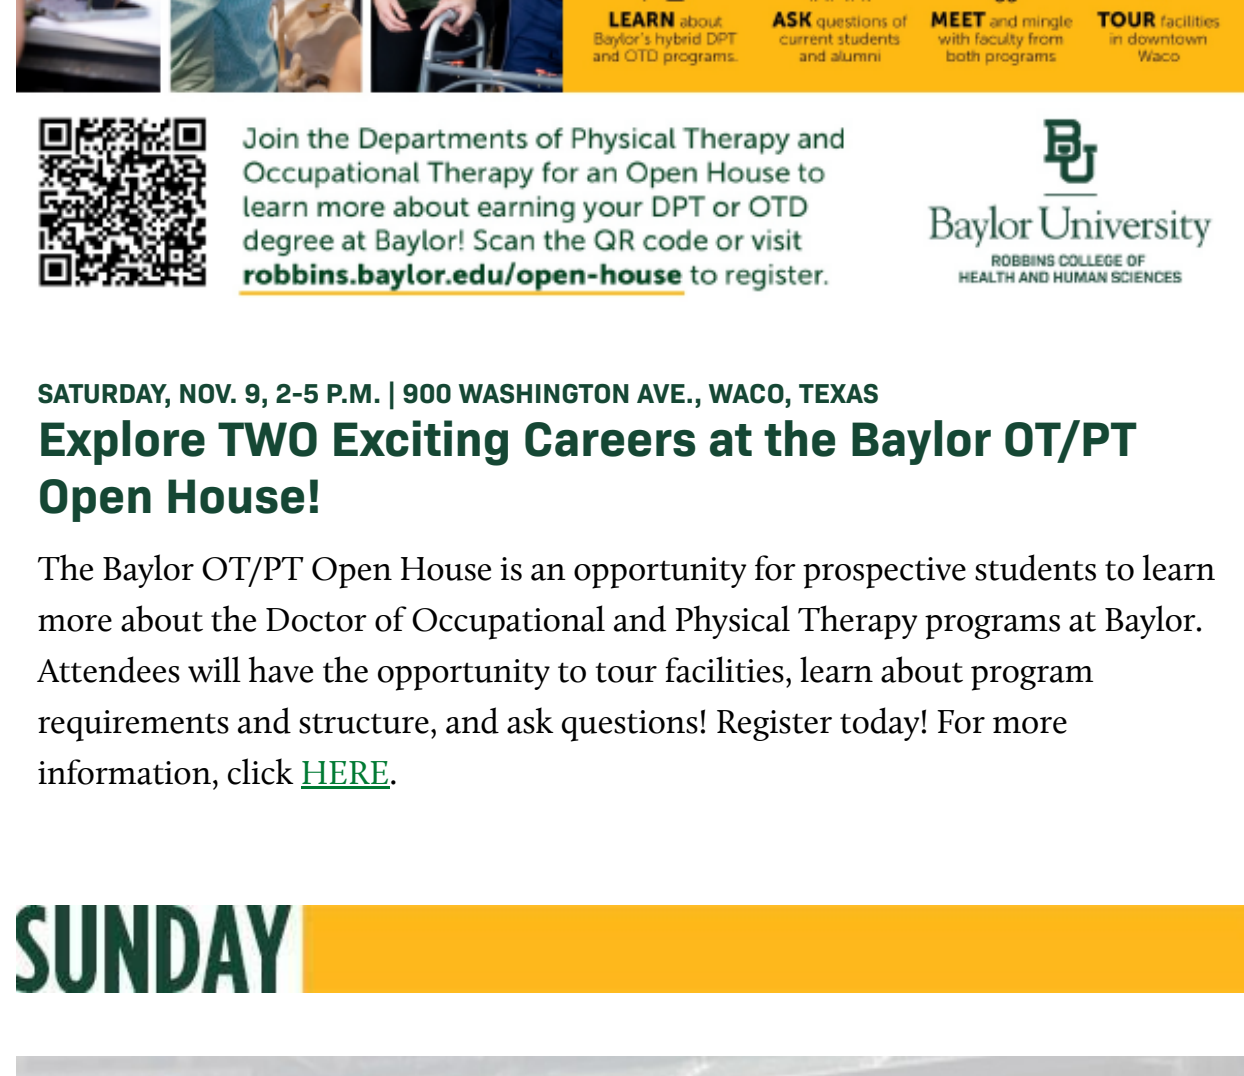 LEARN about
Baylor's hybrid DPT
and OTD programs.
ASK questions of
current students
and alumni
MEET and mingle
with faculty from
both programs
TOUR facilities
in downtown
Waco
Join the Departments of Physical Therapy and
Occupational Therapy for an Open House to
learn more about earning your DPT or OTD
degree at Baylor! Scan the QR code or visit
robbins.baylor.edu/open-house to register.
BU
Baylor University
ROBBINS COLLEGE OF
HEALTH AND HUMAN SCIENCES
SATURDAY, NOV. 9, 2-5 P.M. | 900 WASHINGTON AVE., WACO, TEXAS
Explore TWO Exciting Careers at the Baylor OT/PT
Open House!
The Baylor OT/PT Open House is an opportunity for prospective students to learn
more about the Doctor of Occupational and Physical Therapy programs at Baylor.
Attendees will have the opportunity to tour facilities, learn about program
requirements and structure, and ask questions! Register today! For more
information, click HERE.
SUNDAY